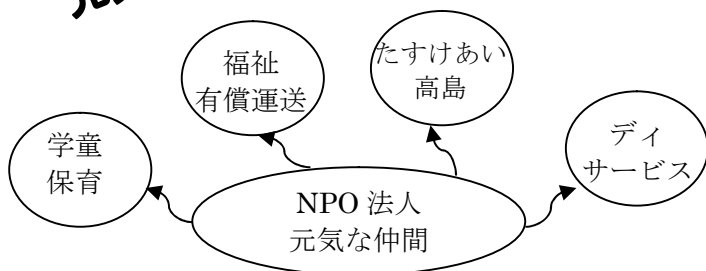 福祉
有償運送
たすけあい
高島
学童
保育
ディ
サービス
NPO 法人
元気な仲間